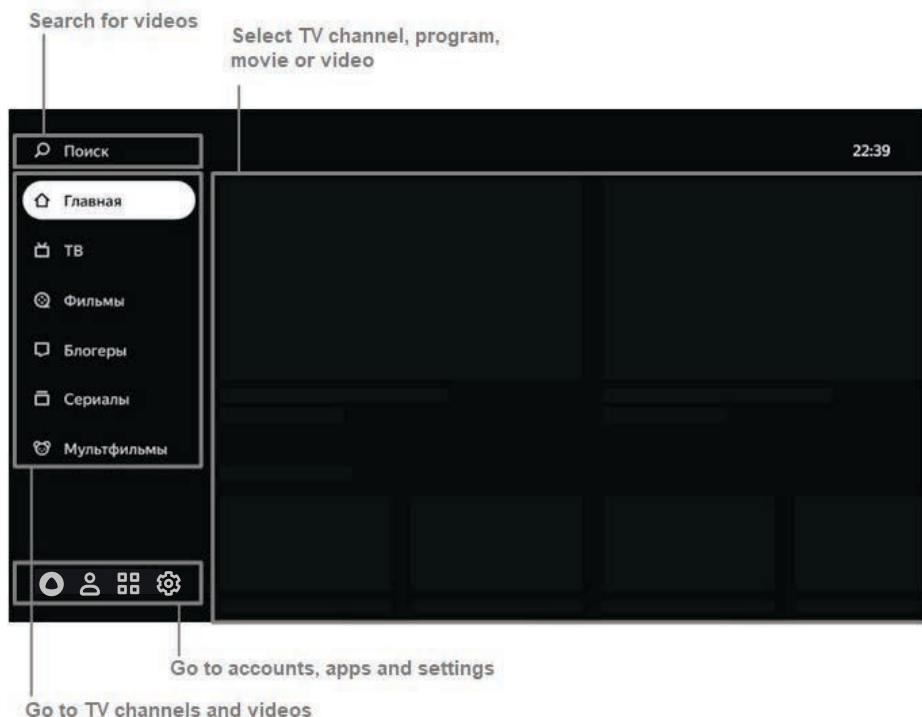 Search for videos
Select TV channel, program,
movie or video
Поиск
22:39
Главная
ТВ
Фильмы
Блогеры
Сериалы
Мультфильмы
Go to accounts, apps and settings
Go to TV channels and videos